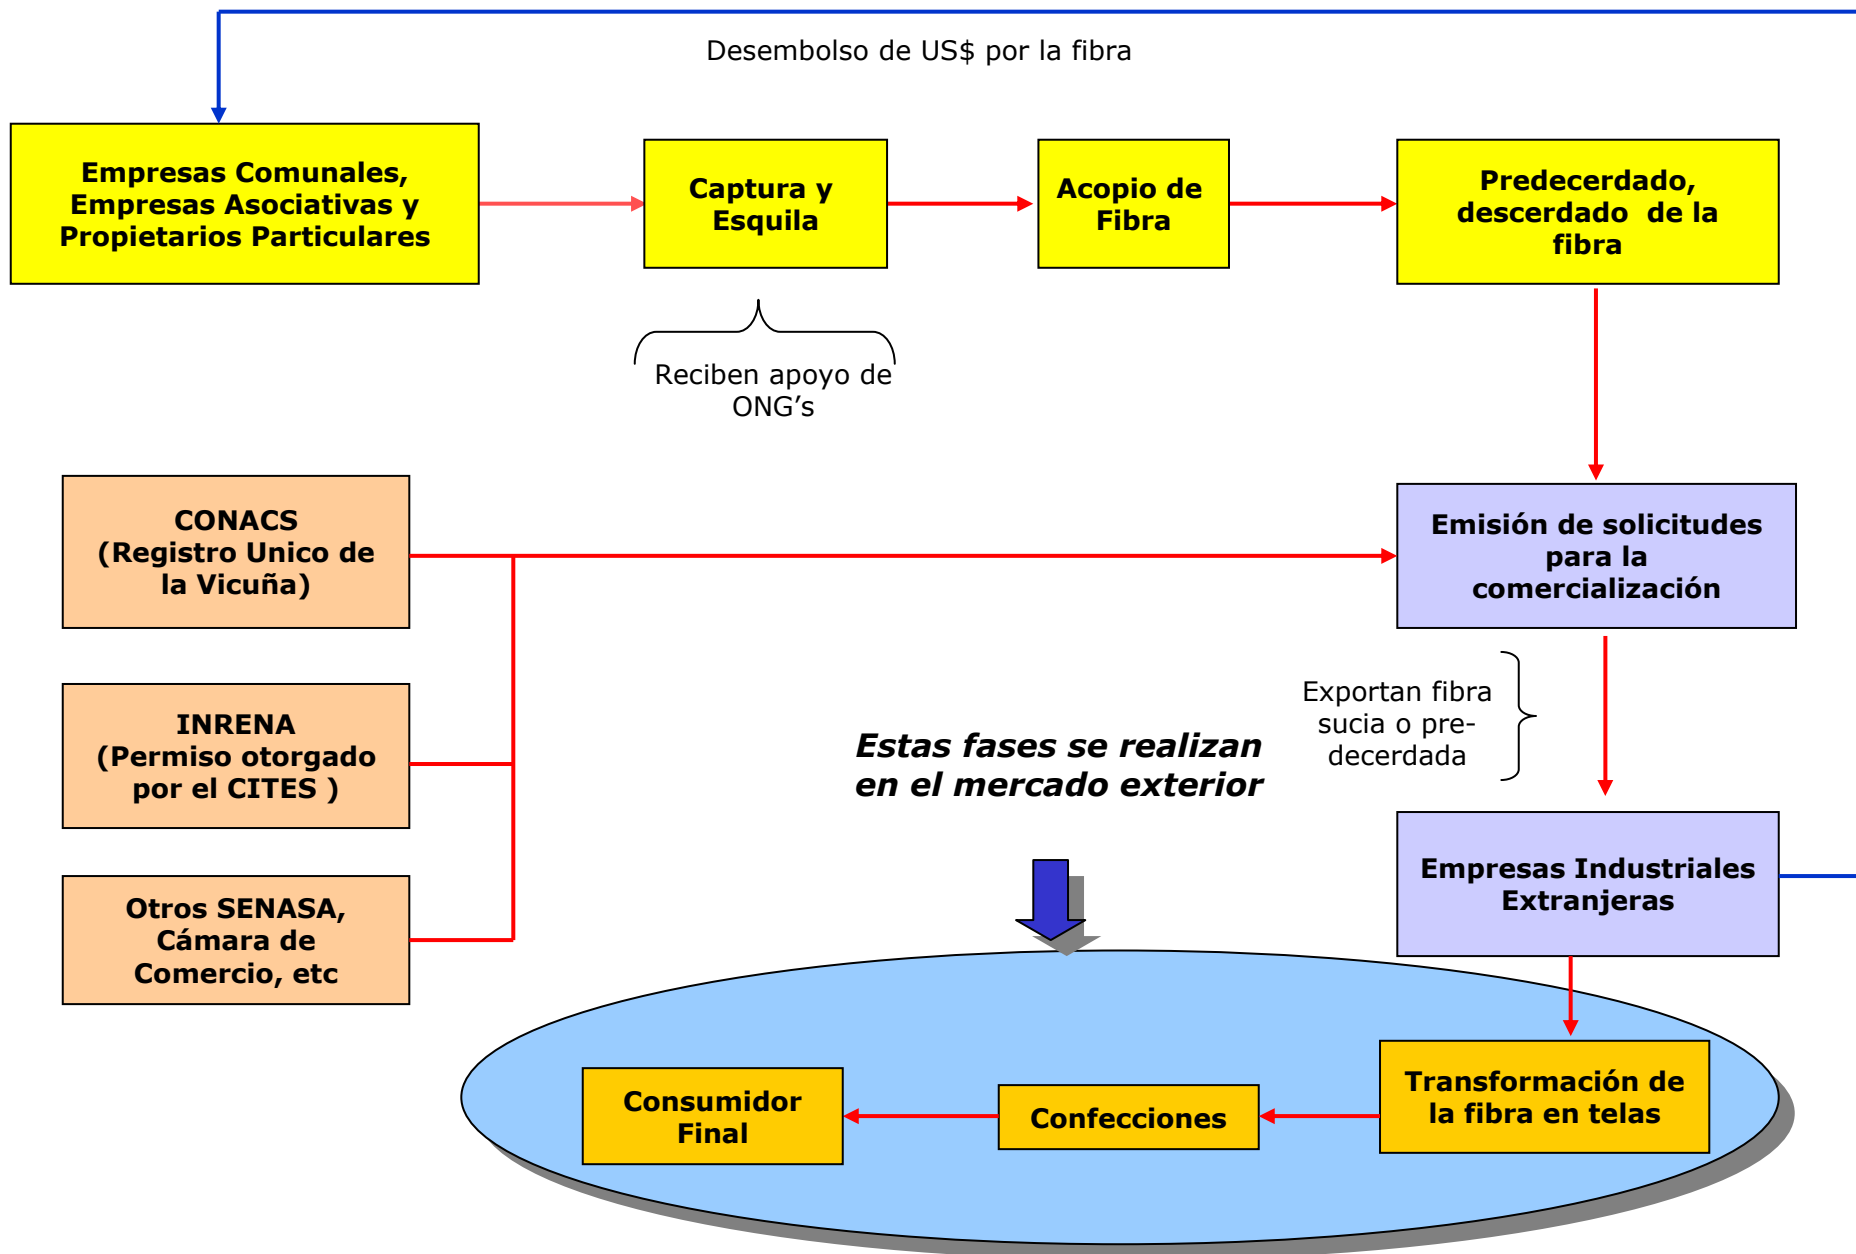 Desembolso de US$ por la fibra
Empresas Comunales,
Empresas Asociativas y
Propietarios Particulares
Captura y
Esquila
Acopio de
Fibra
Predecerdado,
descerdado de la
fibra
Reciben apoyo de
ONG’s
CONACS
(Registro Unico de
la Vicuña)
Emisión de solicitudes
para la
comercialización
INRENA
(Permiso otorgado
por el CITES )
Estas fases se realizan
en el mercado exterior
Exportan fibra
sucia o pre-
decerdada
Otros SENASA,
Cámara de
Comercio, etc
Empresas Industriales
Extranjeras
Transformación de
la fibra en telas
Confecciones
Consumidor
Final